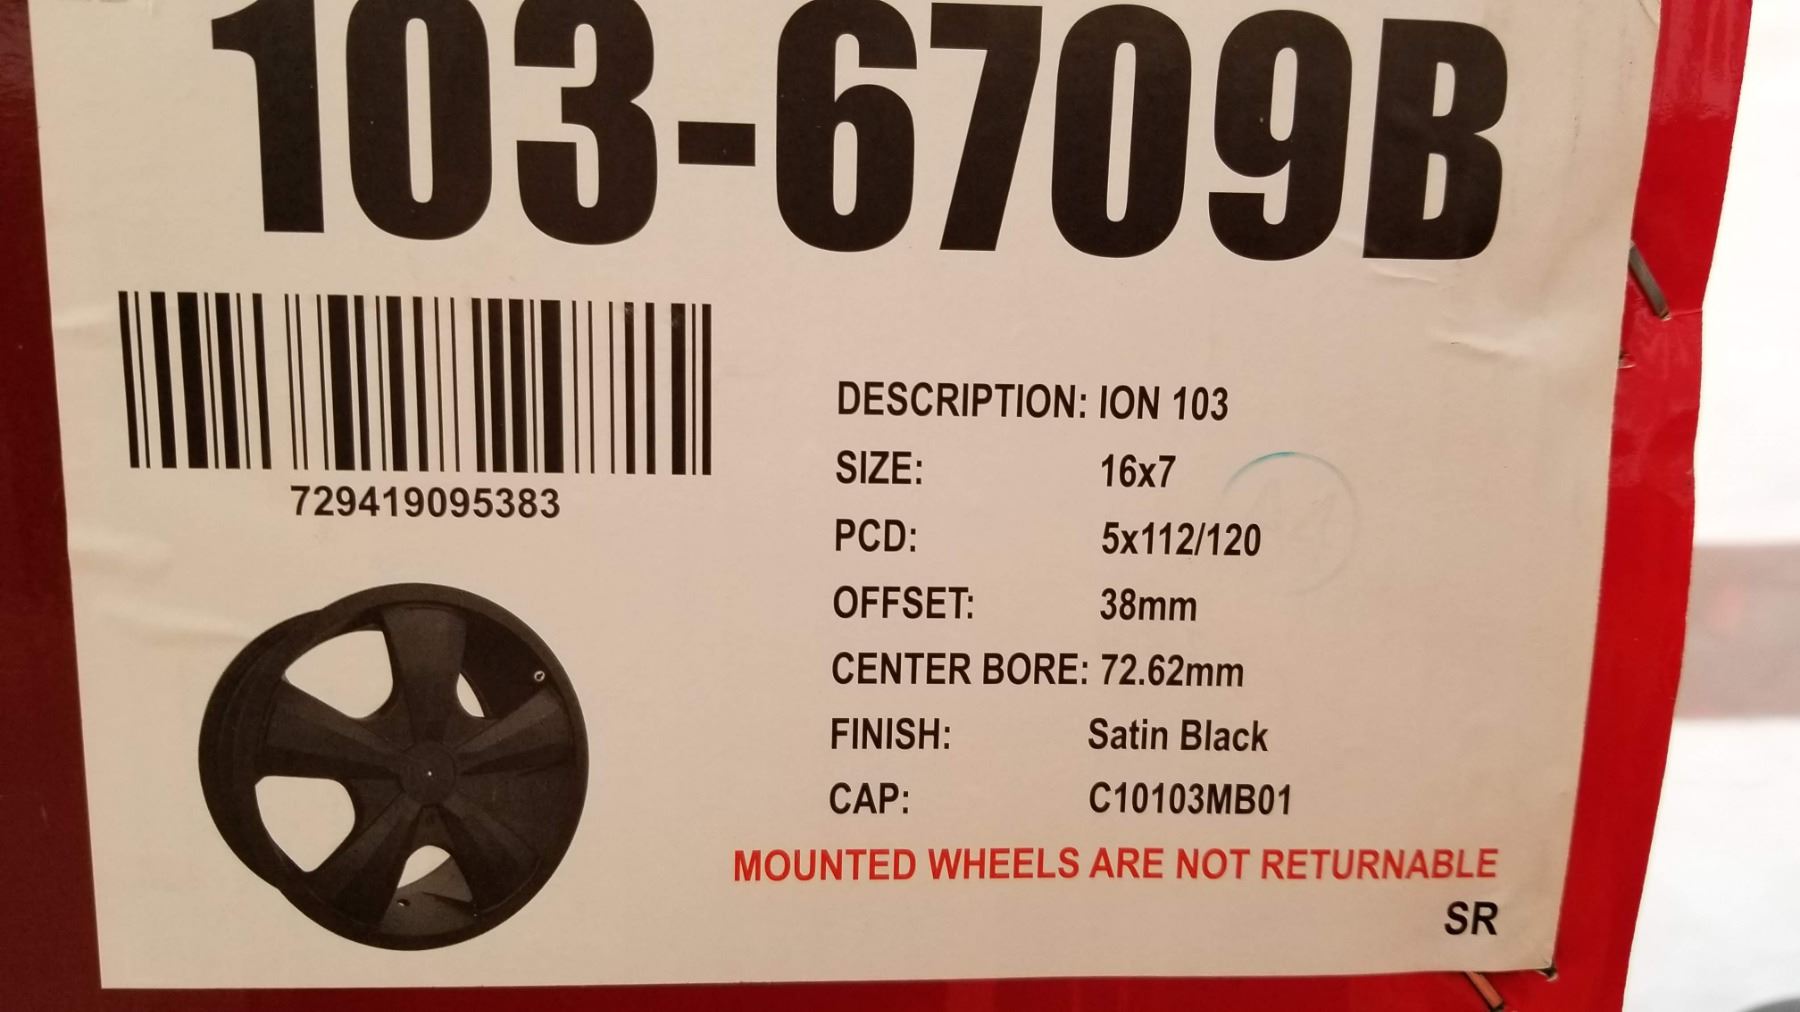 103-6709B
729419095383
DESCRIPTION: ION 103
SIZE: 16x7
PCD: 5x112/120
OFFSET: 38mm
CENTER BORE: 72.62mm
FINISH: Satin Black
CAP: C10103MB01
MOUNTED WHEELS ARE NOT RETURNABLE
SR